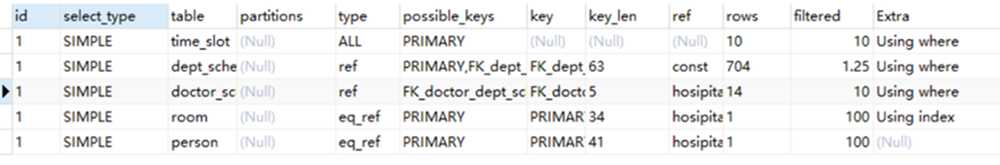 id select_type table partitions type possible_keys key key_len ref rows filtered Extra
1 SIMPLE time_slot (Null) ALL PRIMARY (Null) (Null) (Null) 10 10 Using where
1 SIMPLE dept_sche (Null) ref PRIMARY,FK_dept_ FK_dept_ 63 const 704 1.25 Using where
1 SIMPLE doctor_sc (Null) ref FK_doctor_dept_sc FK_docto 5 hosipita 14 10 Using where
1 SIMPLE room (Null) eq_ref PRIMARY PRIMAR 34 hosipita 1 100 Using index
1 SIMPLE person (Null) eq_ref PRIMARY PRIMAR 41 hosipita 1 100 (Null)